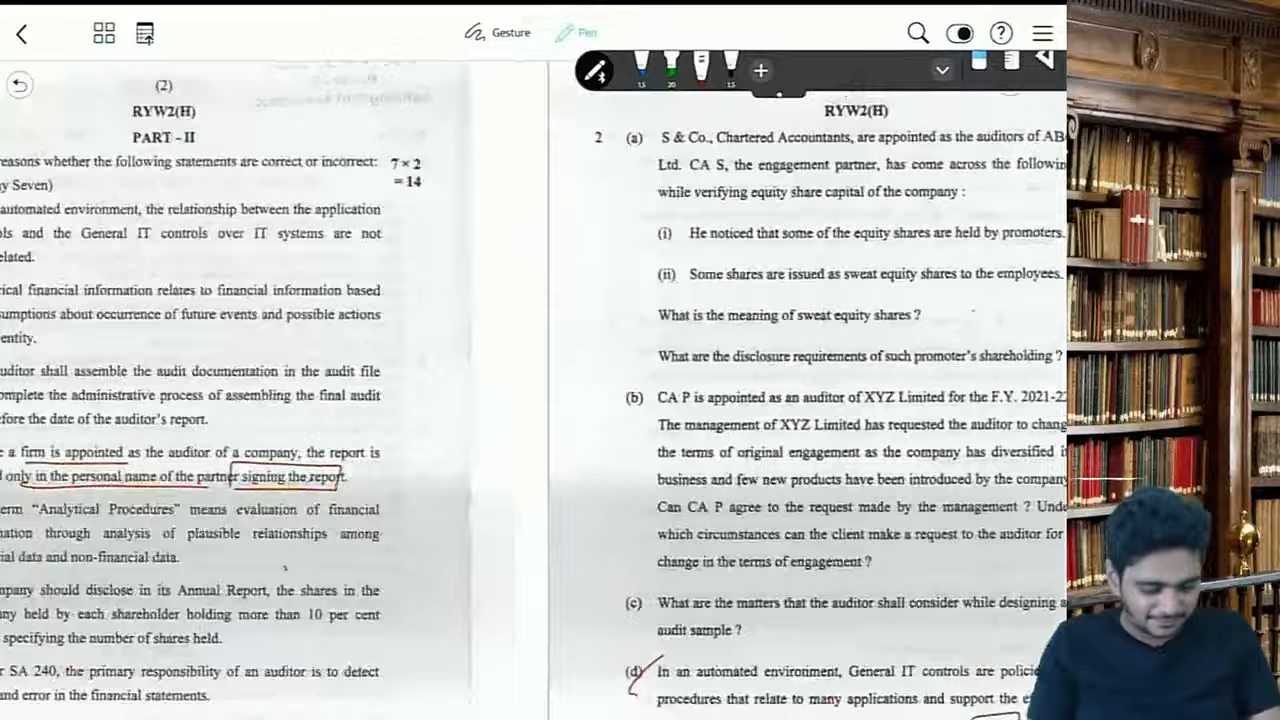 Gesture
Pen
15
20
15
(2)
RYW2(H)
PART - II
reasons whether the following statements are correct or incorrect: 7 × 2
= 14
y Seven)
automated environment, the relationship between the application
ls and the General IT controls over IT systems are not
elated.
rical financial information relates to financial information based
sumptions about occurrence of future events and possible actions
entity.
uditor shall assemble the audit documentation in the audit file
omplete the administrative process of assembling the final audit
efore the date of the auditor's report.
e a firm is appointed as the auditor of a company, the report is
d only in the personal name of the partner signing the report.
erm “Analytical Procedures” means evaluation of financial
nation through analysis of plausible relationships among
ial data and non-financial data.
mpany should disclose in its Annual Report, the shares in the
any held by each shareholder holding more than 10 per cent
specifying the number of shares held.
r SA 240, the primary responsibility of an auditor is to detect
and error in the financial statements.
RYW2(H)
2 (a) S & Co., Chartered Accountants, are appointed as the auditors of AB
Ltd. CA S, the engagement partner, has come across the followin
while verifying equity share capital of the company :
(i) He noticed that some of the equity shares are held by promoters.
(ii) Some shares are issued as sweat equity shares to the employees.
What is the meaning of sweat equity shares ?
What are the disclosure requirements of such promoter's shareholding ?
(b) CA P is appointed as an auditor of XYZ Limited for the F.Y. 2021-22
The management of XYZ Limited has requested the auditor to chang
the terms of original engagement as the company has diversified i
business and few new products have been introduced by the company
Can CA P agree to the request made by the management ? Unde
which circumstances can the client make a request to the auditor for
change in the terms of engagement ?
(c) What are the matters that the auditor shall consider while designing a
audit sample ?
(d) In an automated environment, General IT controls are polici
procedures that relate to many applications and support the e